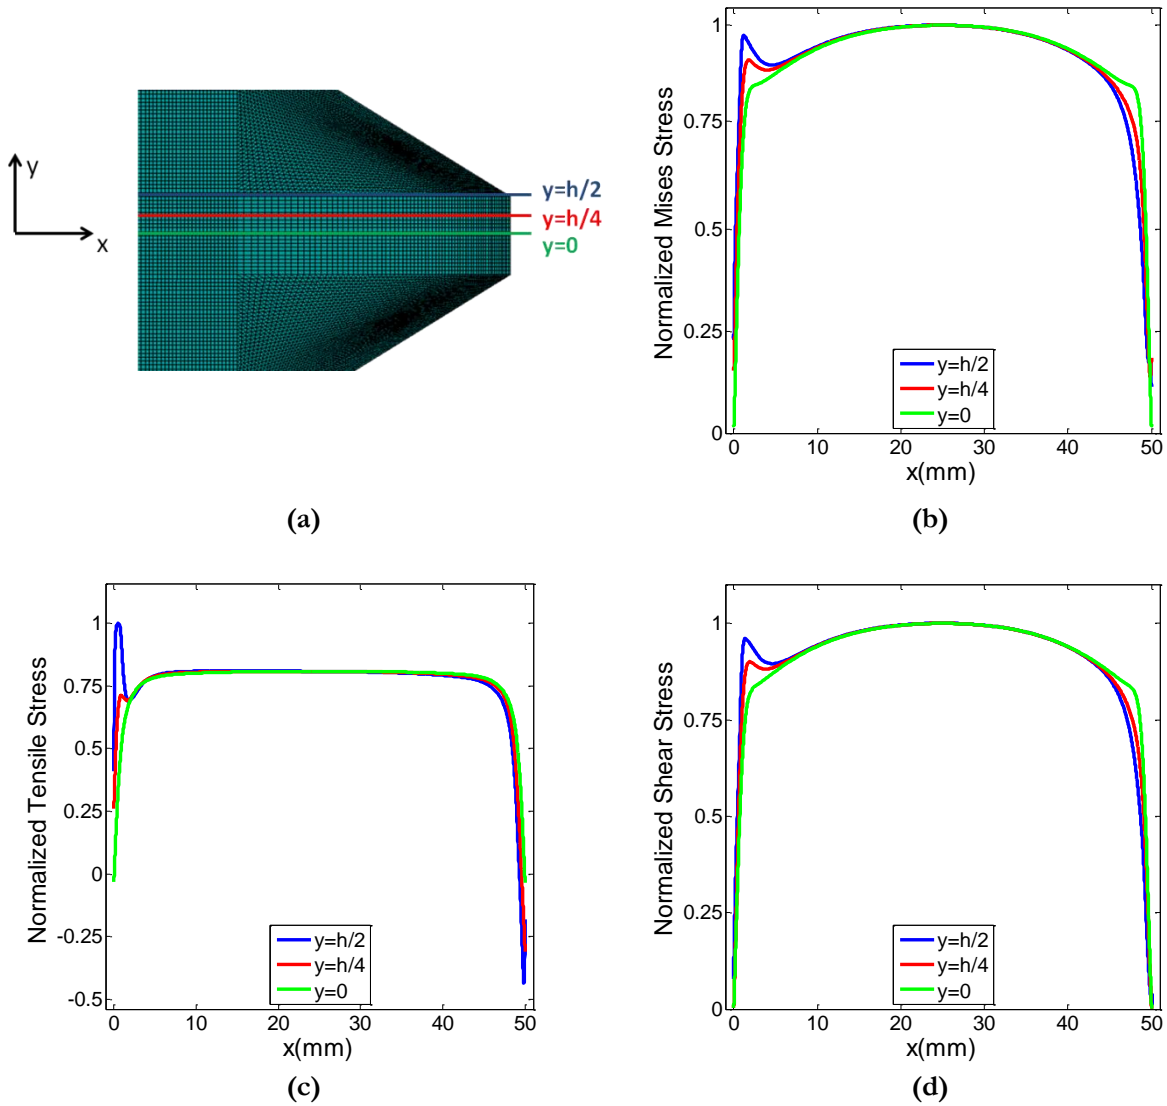 y
x
y=h/2
y=h/4
y=0
(a)
Normalized Mises Stress
1
0.75
0.5
0.25
0
0 10 20 30 40 50
x(mm)
y=h/2
y=h/4
y=0
(b)
Normalized Tensile Stress
1
0.75
0.5
0.25
0
-0.25
-0.5
0 10 20 30 40 50
x(mm)
y=h/2
y=h/4
y=0
(c)
Normalized Shear Stress
1
0.75
0.5
0.25
0
0 10 20 30 40 50
x(mm)
y=h/2
y=h/4
y=0
(d)